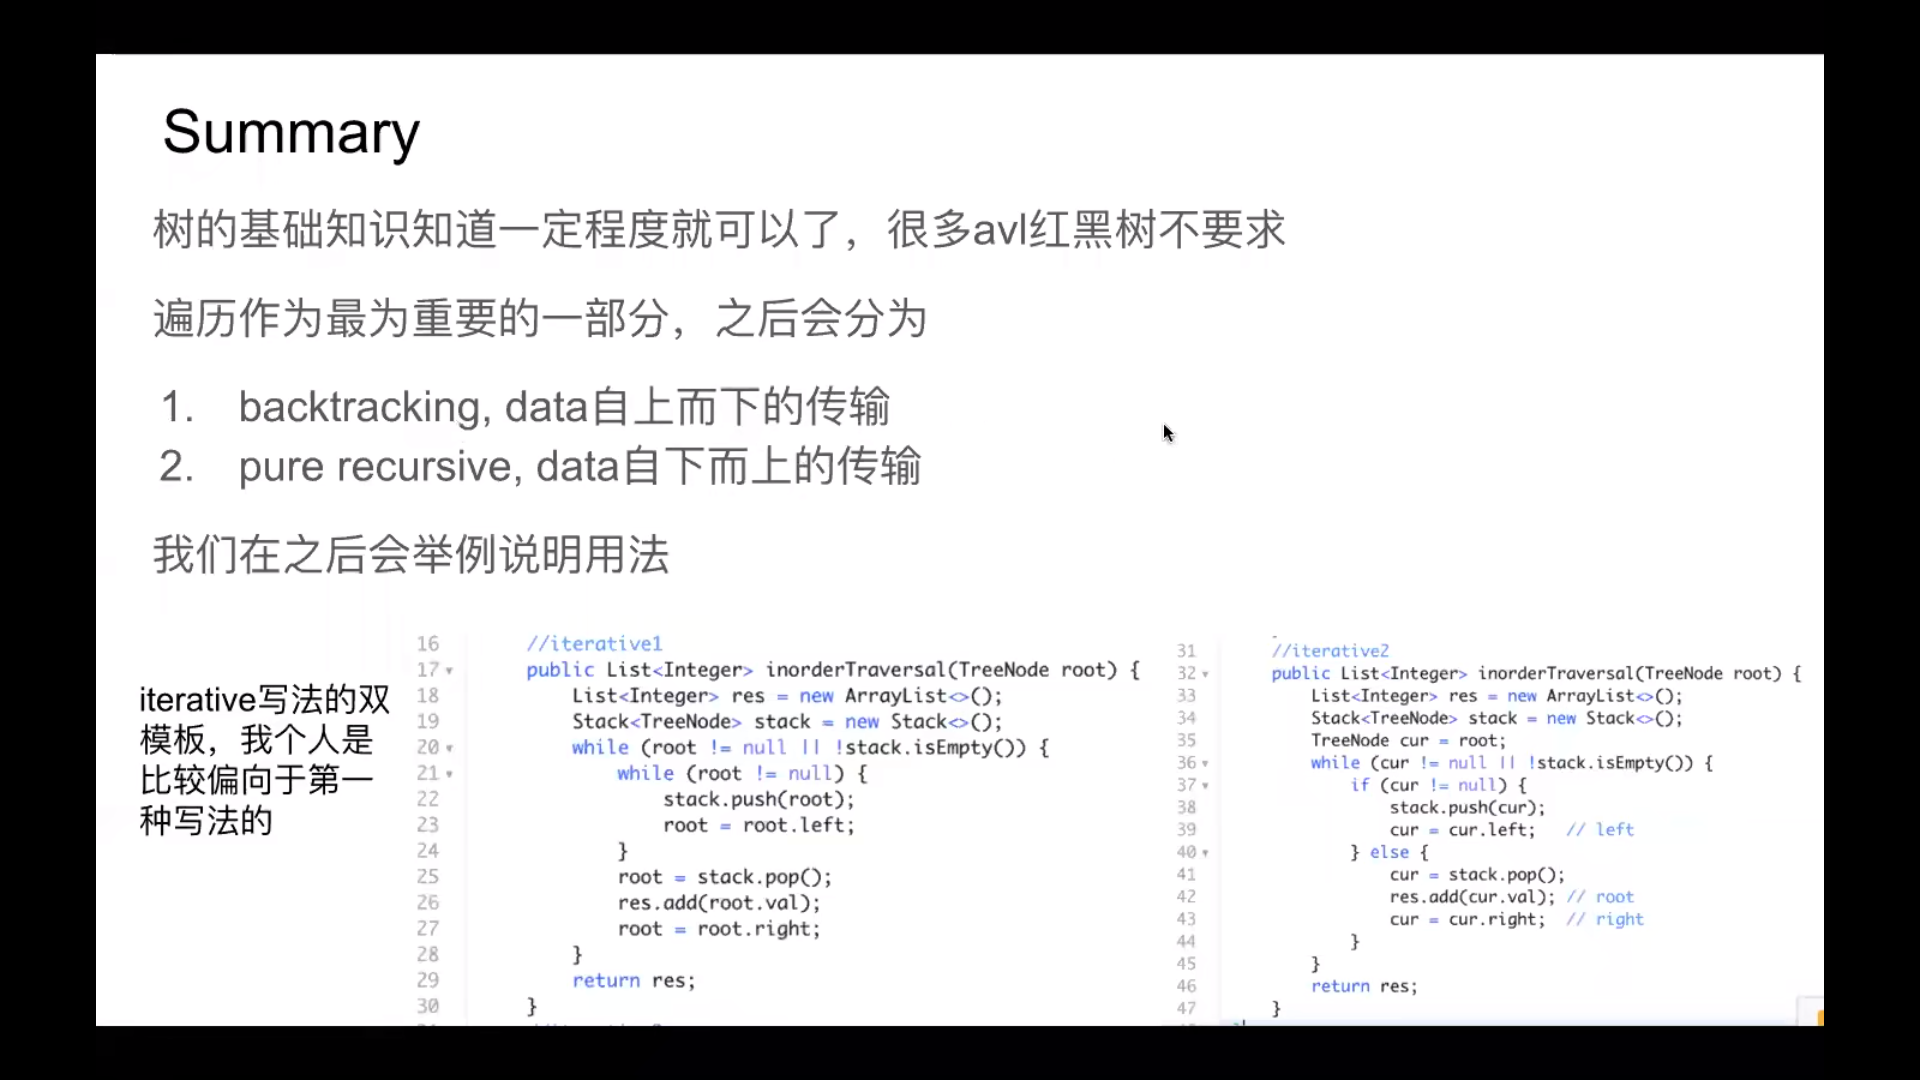 Summary
树的基础知识知道一定程度就可以了，很多avl红黑树不要求
遍历作为最为重要的一部分，之后会分为
1. backtracking, data自上而下的传输
2. pure recursive, data自下而上的传输
我们在之后会举例说明用法
iterative写法的双
模板，我个人是
比较偏向于第一
种写法的
16 //iterative1
17 public List<Integer> inorderTraversal(TreeNode root) {
18 List<Integer> res = new ArrayList<>();
19 Stack<TreeNode> stack = new Stack<>();
20 while (root != null || !stack.isEmpty()) {
21 while (root != null) {
22 stack.push(root);
23 root = root.left;
24 }
25 root = stack.pop();
26 res.add(root.val);
27 root = root.right;
28 }
29 return res;
30 }
31 //iterative2
32 public List<Integer> inorderTraversal(TreeNode root) {
33 List<Integer> res = new ArrayList<>();
34 Stack<TreeNode> stack = new Stack<>();
35 TreeNode cur = root;
36 while (cur != null || !stack.isEmpty()) {
37 if (cur != null) {
38 stack.push(cur);
39 cur = cur.left; // left
40 } else {
41 cur = stack.pop();
42 res.add(cur.val); // root
43 cur = cur.right; // right
44 }
45 }
46 return res;
47 }